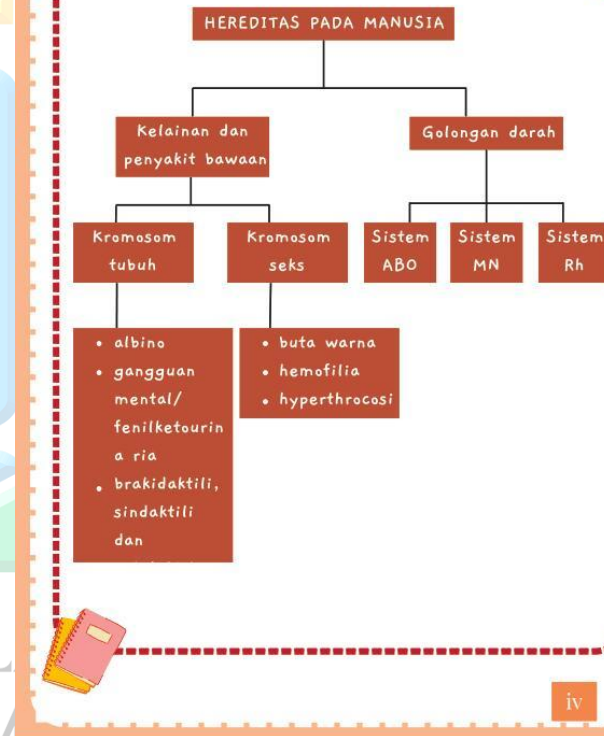 HEREDITAS PADA MANUSIA
Kelainan dan
penyakit bawaan
Golongan darah
Kromosom
tubuh
Kromosom
seks
Sistem
ABO
Sistem
MN
Sistem
Rh
• albino
• gangguan
mental/
fenilketourin
a ria
• brakidaktili,
sindaktili
dan
• buta warna
• hemofilia
• hyperthrocosi
iv